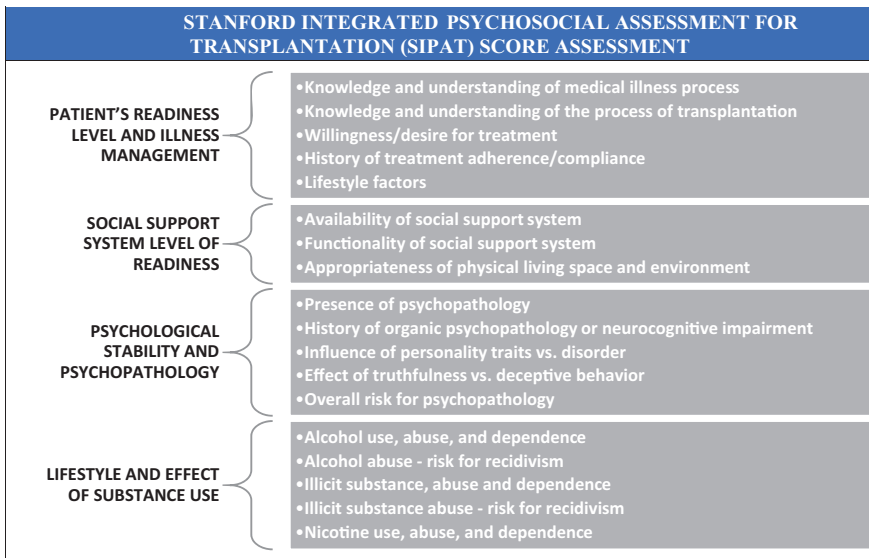 STANFORD INTEGRATED PSYCHOSOCIAL ASSESSMENT FOR
TRANSPLANTATION (SIPAT) SCORE ASSESSMENT
PATIENT'S READINESS
LEVEL AND ILLNESS
MANAGEMENT
•Knowledge and understanding of medical illness process
•Knowledge and understanding of the process of transplantation
•Willingness/desire for treatment
•History of treatment adherence/compliance
•Lifestyle factors
SOCIAL SUPPORT
SYSTEM LEVEL OF
READINESS
•Availability of social support system
•Functionality of social support system
•Appropriateness of physical living space and environment
PSYCHOLOGICAL
STABILITY AND
PSYCHOPATHOLOGY
•Presence of psychopathology
•History of organic psychopathology or neurocognitive impairment
•Influence of personality traits vs. disorder
•Effect of truthfulness vs. deceptive behavior
•Overall risk for psychopathology
LIFESTYLE AND EFFECT
OF SUBSTANCE USE
•Alcohol use, abuse, and dependence
•Alcohol abuse - risk for recidivism
•Illicit substance, abuse and dependence
•Illicit substance abuse - risk for recidivism
•Nicotine use, abuse, and dependence